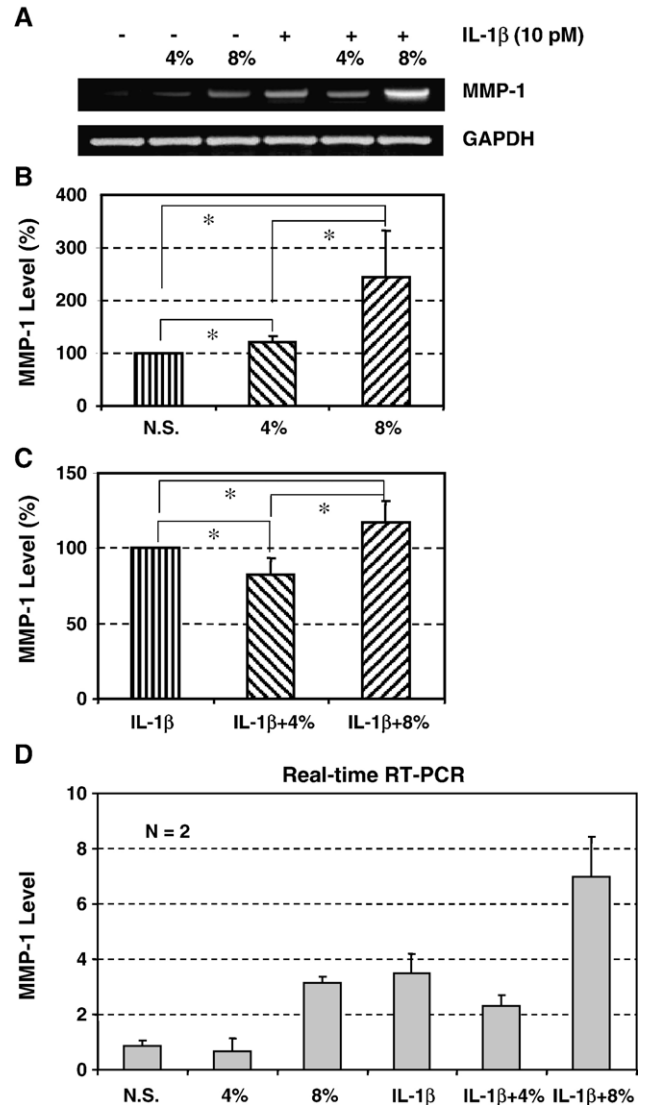 A
- - - + + + IL-1β (10 pM)
4% 8% 4% 8%
MMP-1
GAPDH
B
MMP-1 Level (%)
400
300
200
100
0
* * *
N.S. 4% 8%
C
MMP-1 Level (%)
150
100
50
0
* * *
IL-1β IL-1β+4% IL-1β+8%
D
Real-time RT-PCR
MMP-1 Level
10
8
6
4
2
0
N = 2
N.S. 4% 8% IL-1β IL-1β+4% IL-1β+8%